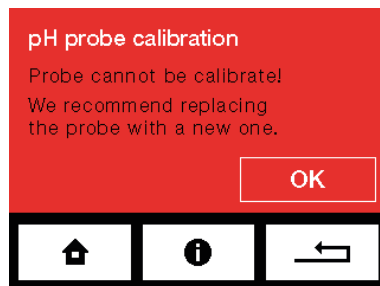 pH probe calibration
Probe cannot be calibrate!
We recommend replacing
the probe with a new one.
OK